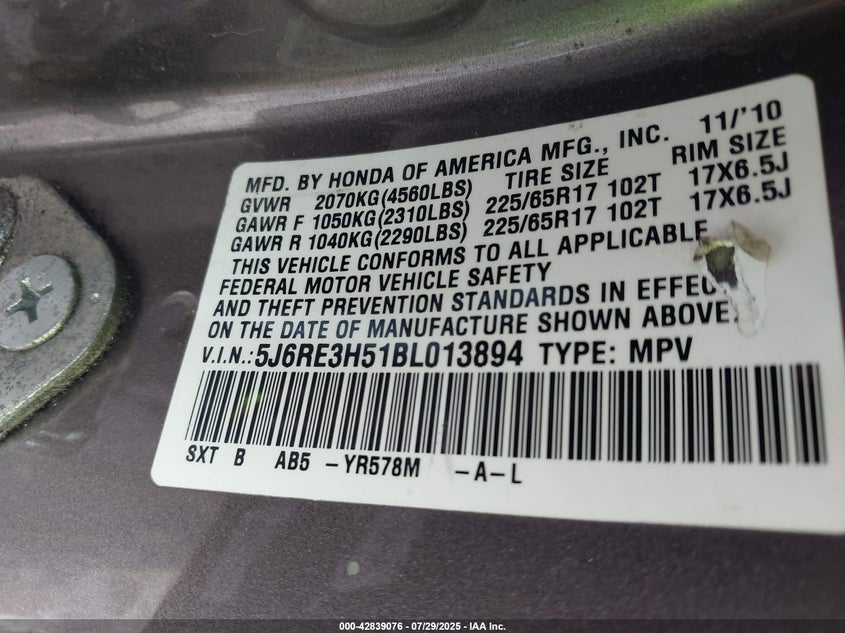 MFD. BY HONDA OF AMERICA MFG., INC. 11/'10
GVWR 2070KG(4560LBS) TIRE SIZE RIM SIZE
GAWR F 1050KG(2310LBS) 225/65R17 102T 17X6.5J
GAWR R 1040KG(2290LBS) 225/65R17 102T 17X6.5J
THIS VEHICLE CONFORMS TO ALL APPLICABLE
FEDERAL MOTOR VEHICLE SAFETY
AND THEFT PREVENTION STANDARDS IN EFFEC
ON THE DATE OF MANUFACTURE SHOWN ABOVE.
V.I.N.: 5J6RE3H51BL013894 TYPE: MPV
SXT B AB5 -YR578M -A-L
000-42839076 - 07/29/2025 - IAA Inc.